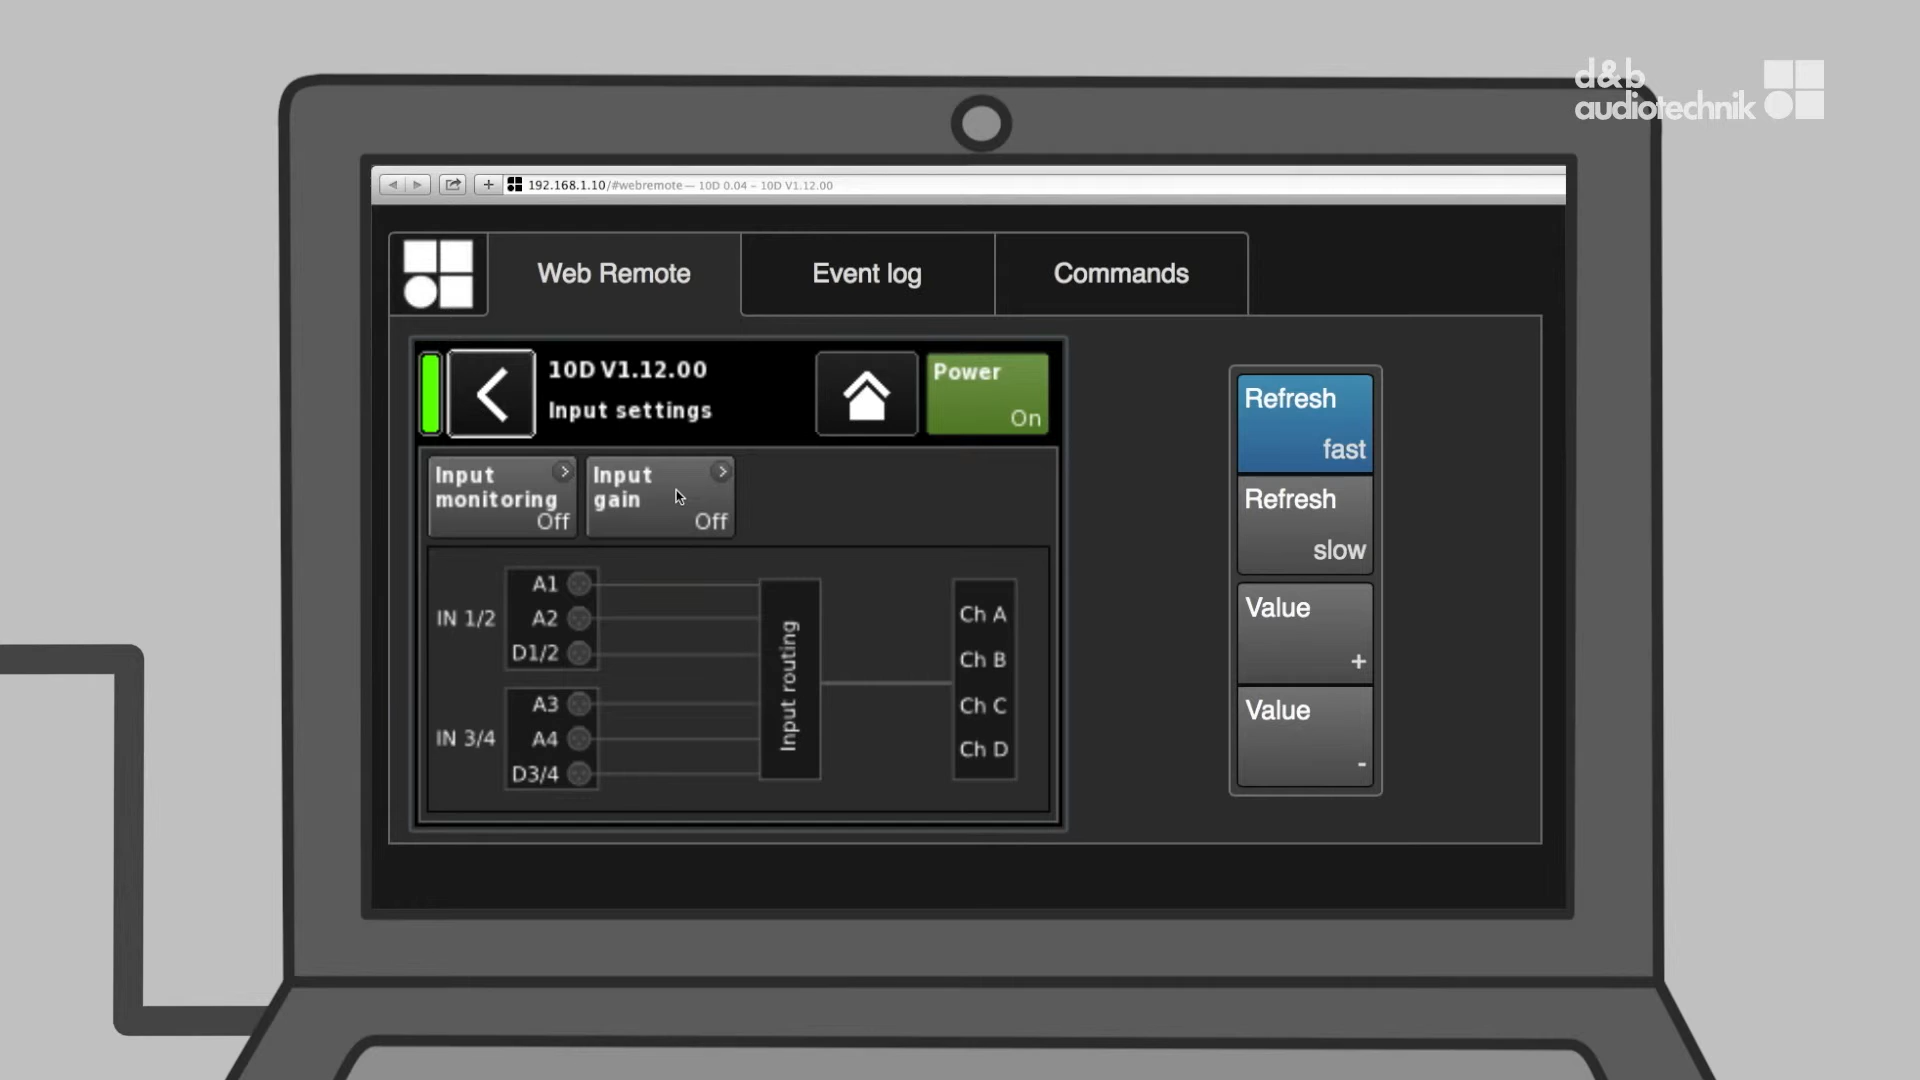 d&b
audiotechnik
192.168.1.10/#webremote — 10D 0.04 – 10D V1.12.00
Web Remote
Event log
Commands
10D V1.12.00
Input settings
Power
On
Input
monitoring
Off
Input
gain
Off
IN 1/2
A1
A2
D1/2
IN 3/4
A3
A4
D3/4
Input routing
Ch A
Ch B
Ch C
Ch D
Refresh
fast
Refresh
slow
Value
+
Value
-